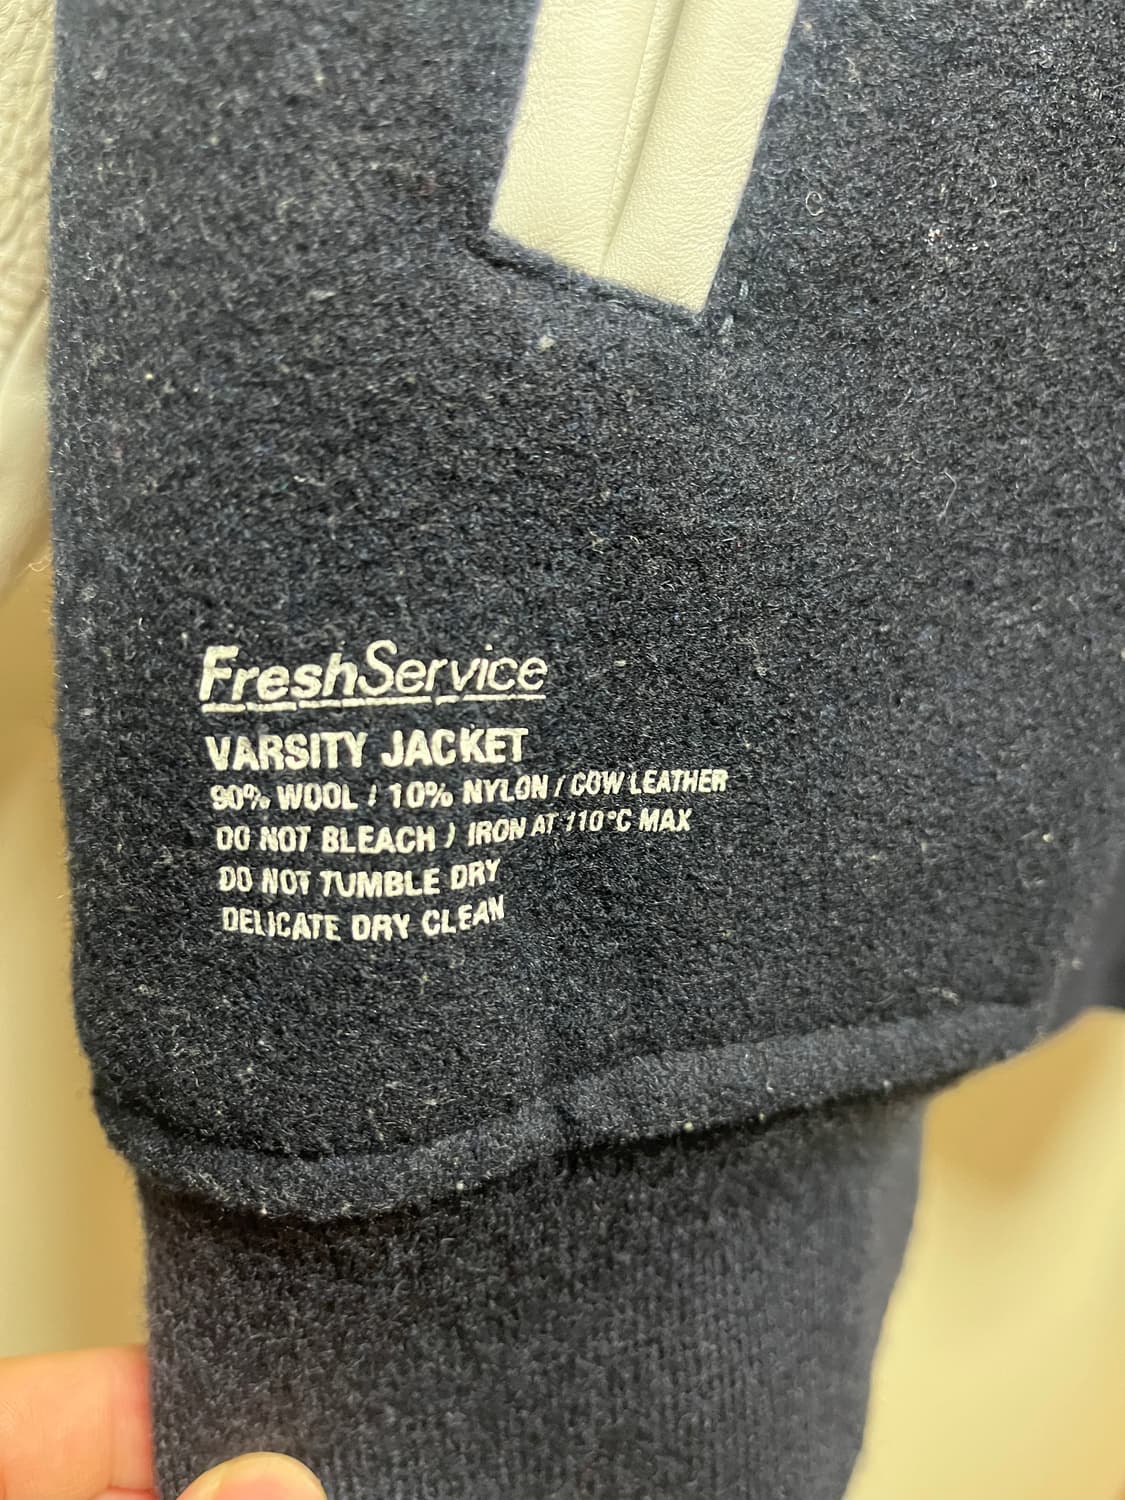 FreshService
VARSITY JACKET
90% WOOL / 10% NYLON / COW LEATHER
DO NOT BLEACH / IRON AT 110°C MAX
DO NOT TUMBLE DRY
DELICATE DRY CLEAN